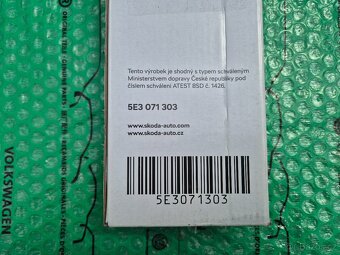 Tento výrobek je shodný s typem schváleným
Ministerstvem dopravy České republiky pod
číslem schválení ATEST 8SD č. 1426.
5E3 071 303
www.skoda-auto.com
www.skoda-auto.cz
5E3071303
VOLKSWAGEN